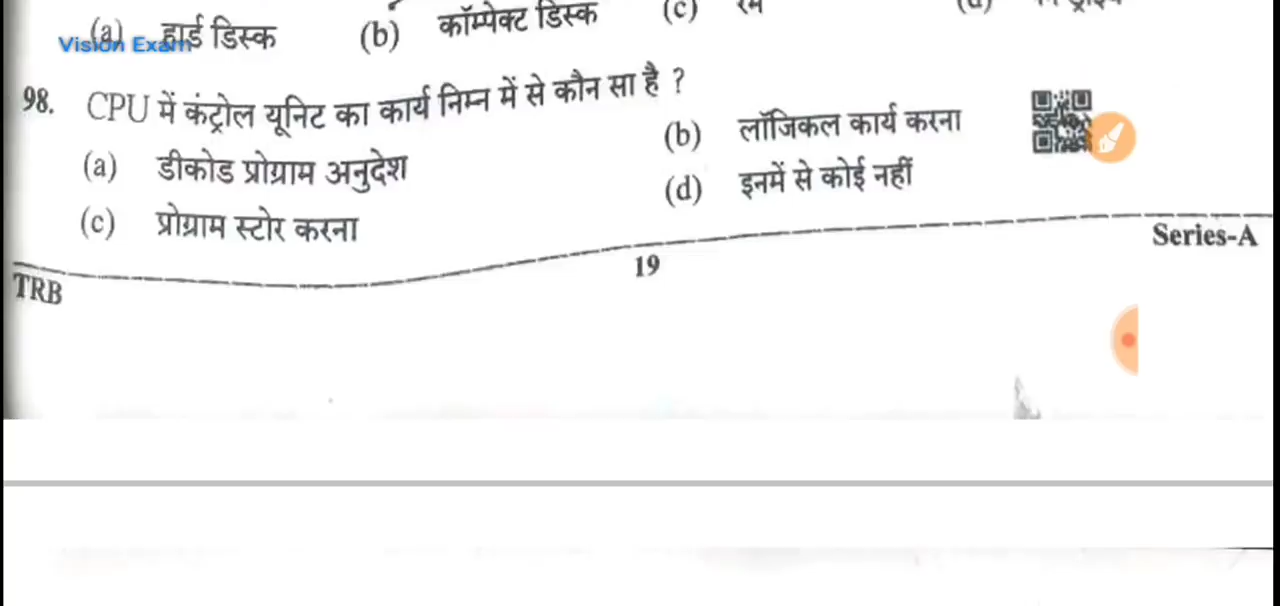 (a) हार्ड डिस्क (b) कॉम्पेक्ट डिस्क (c)
Vision Exam
98. CPU में कंट्रोल यूनिट का कार्य निम्न में से कौन सा है ?
(a) डीकोड प्रोग्राम अनुदेश (b) लॉजिकल कार्य करना
(c) प्रोग्राम स्टोर करना (d) इनमें से कोई नहीं
TRB 19 Series-A